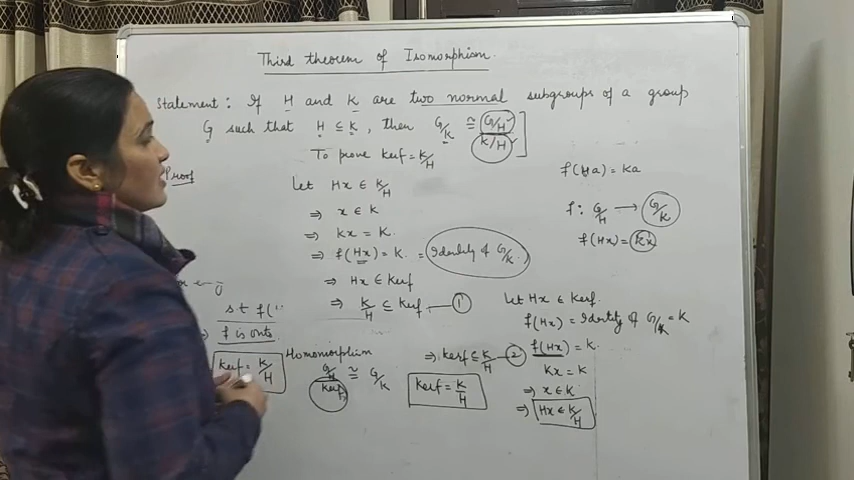 Third theorem of Isomorphism
Statement: If H and K are two normal subgroups of a group
G such that H ⊆ K, then G/K ≅ G/H / K/H
Proof
To prove kerf = K/H
Let Hx ∈ K/H
⇒ x ∈ K
⇒ Kx = K.
⇒ f(Hx) = K. = Identity of G/K.
⇒ Hx ∈ Kerf
⇒ K/H ⊆ Kerf. — ①
s.t f(
f is onto
Kerf = K/H
Homomorphism
G/H / Kerf ≅ G/K
f(Ha) = Ka
f: G/H → G/K
f(Hx) = Kx
Let Hx ∈ Kerf.
f(Hx) = Identity of G/K = K
f(Hx) = K.
Kx = K
⇒ x ∈ K
⇒ Hx ∈ K/H
⇒ Kerf ⊆ K/H — ②
Kerf = K/H